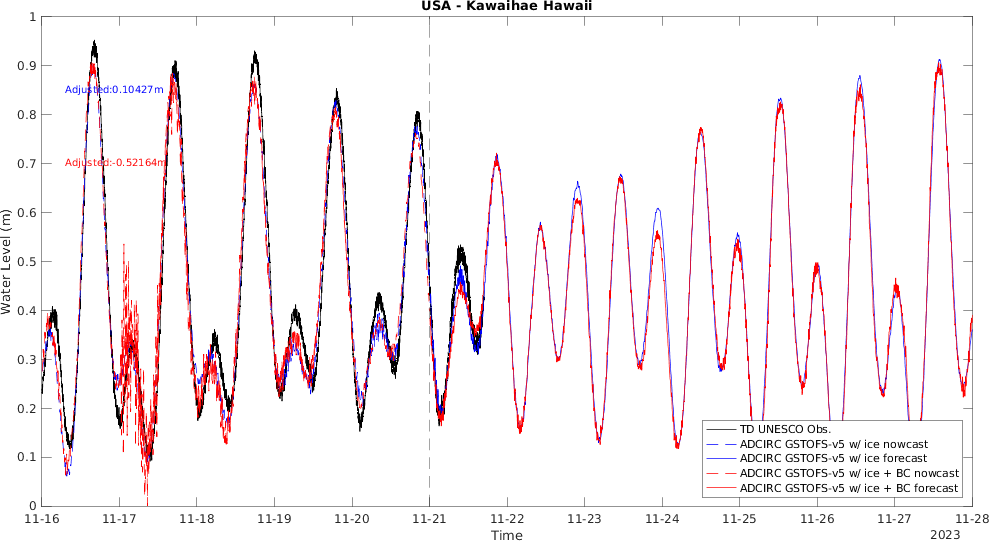 USA - Kawaihae Hawaii
1
0.9
0.8
0.7
0.6
0.5
0.4
0.3
0.2
0.1
0
Water Level (m)
Adjusted:0.10427m
Adjusted:-0.52164m
TD UNESCO Obs.
ADCIRC GSTOFS-v5 w/ ice nowcast
ADCIRC GSTOFS-v5 w/ ice forecast
ADCIRC GSTOFS-v5 w/ ice + BC nowcast
ADCIRC GSTOFS-v5 w/ ice + BC forecast
11-16 11-17 11-18 11-19 11-20 11-21 11-22 11-23 11-24 11-25 11-26 11-27 11-28
Time
2023